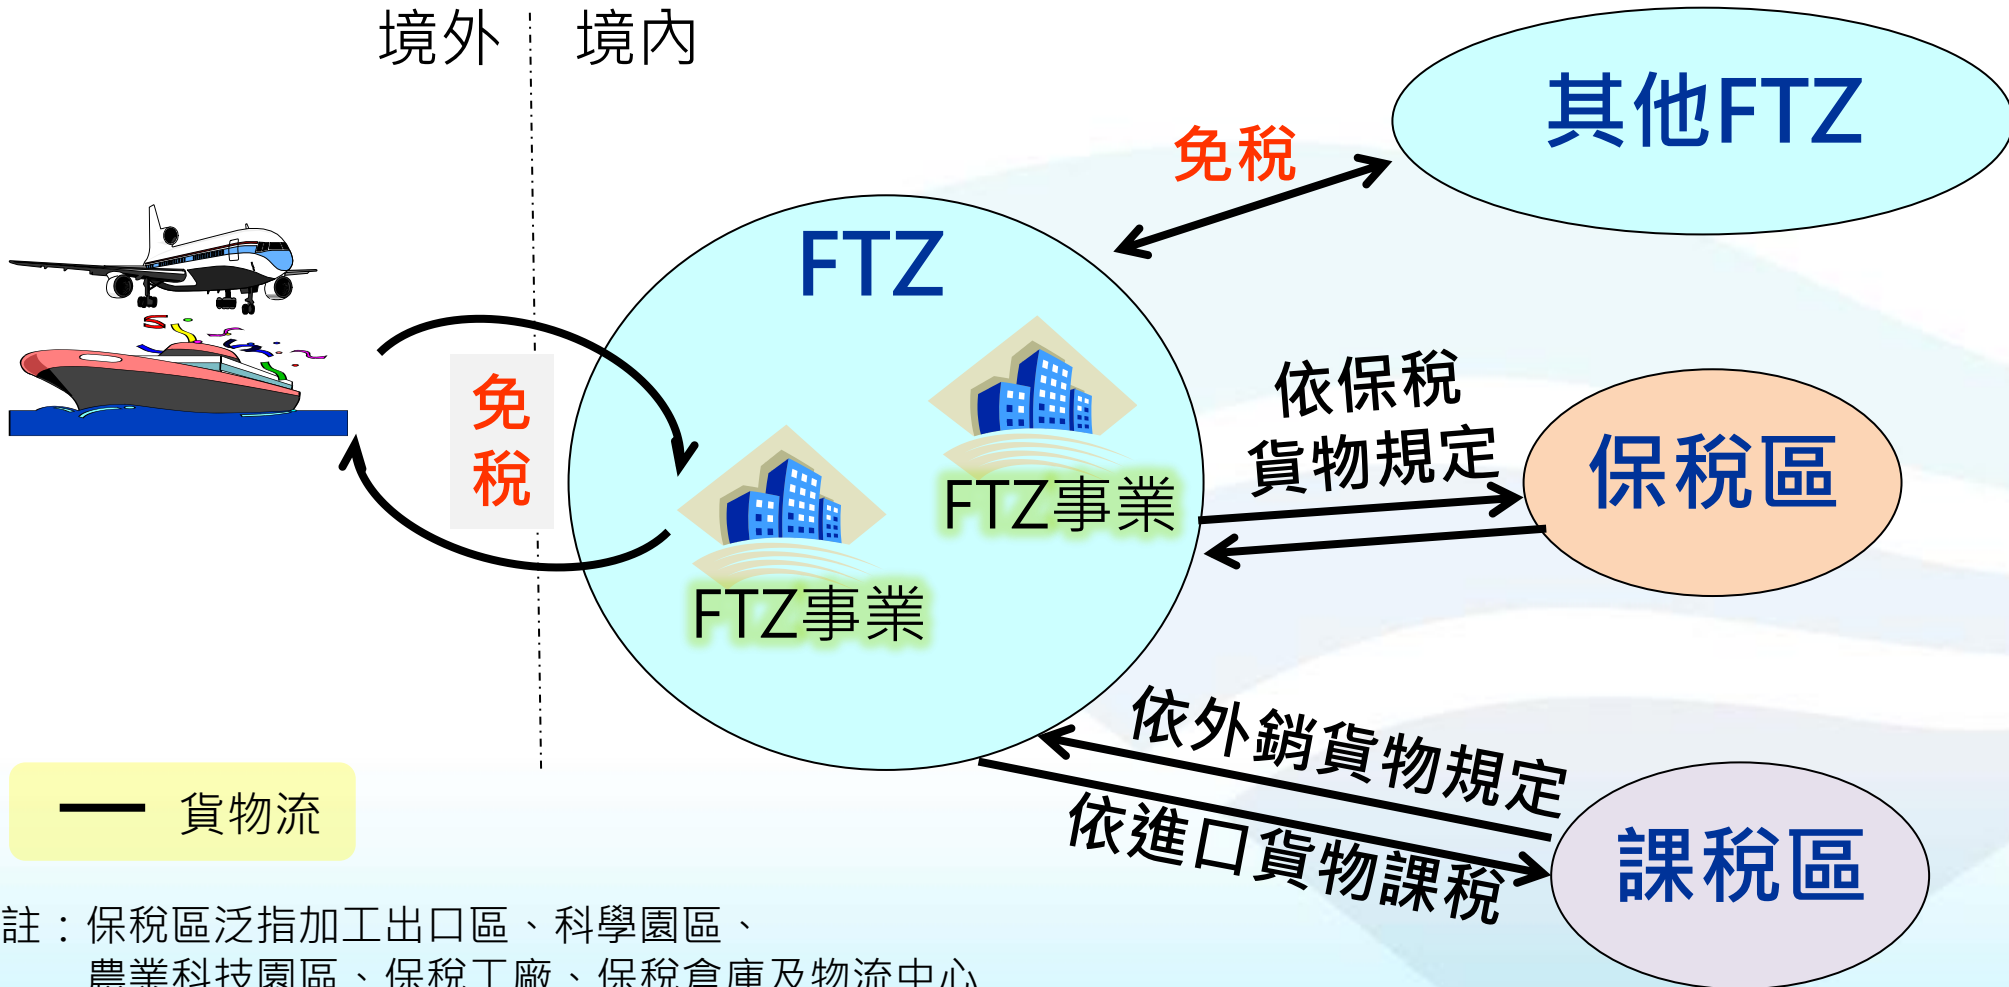 境外
境內
其他FTZ
免稅
FTZ
免
稅
FTZ事業
FTZ事業
依保稅
貨物規定
保稅區
依外銷貨物規定
依進口貨物課稅
課稅區
貨物流
註：保稅區泛指加工出口區、科學園區、
農業科技園區、保稅工廠、保稅倉庫及物流中心